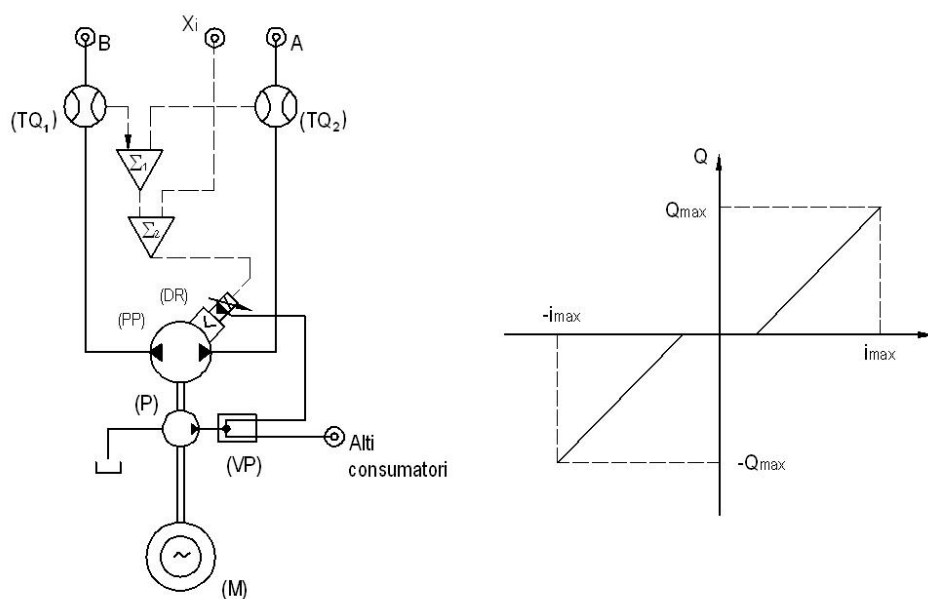 B
Xi
A
(TQ1)
(TQ2)
Σ1
Σ2
(DR)
(PP)
(P)
(VP)
Alti
consumatori
~
(M)
Q
Qmax
-imax
imax
-Qmax